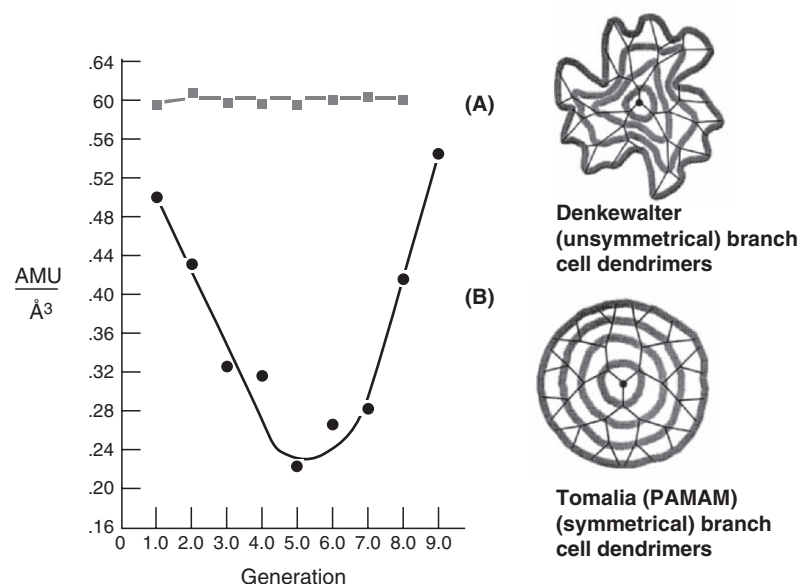 .64
.60
.56
.52
.48
.44
.40
.36
.32
.28
.24
.20
.16
AMU
Å3
0 1.0 2.0 3.0 4.0 5.0 6.0 7.0 8.0 9.0
Generation
(A)
Denkewalter
(unsymmetrical) branch
cell dendrimers
(B)
Tomalia (PAMAM)
(symmetrical) branch
cell dendrimers